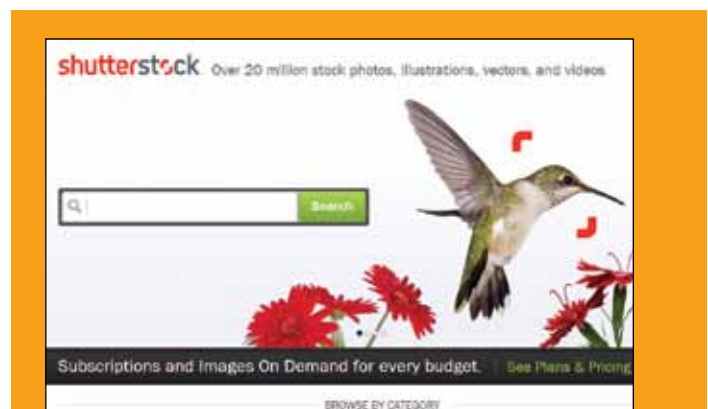 shutterstock Over 20 million stock photos, illustrations, vectors, and videos
Search
Subscriptions and Images On Demand for every budget. See Plans & Pricing
BROWSE BY CATEGORY